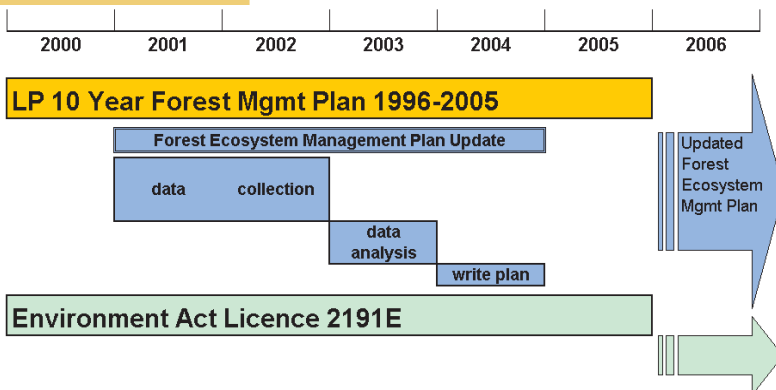 2000 2001 2002 2003 2004 2005 2006
LP 10 Year Forest Mgmt Plan 1996-2005
Forest Ecosystem Management Plan Update
Updated
Forest
Ecosystem
Mgmt Plan
data collection
data
analysis
write plan
Environment Act Licence 2191E